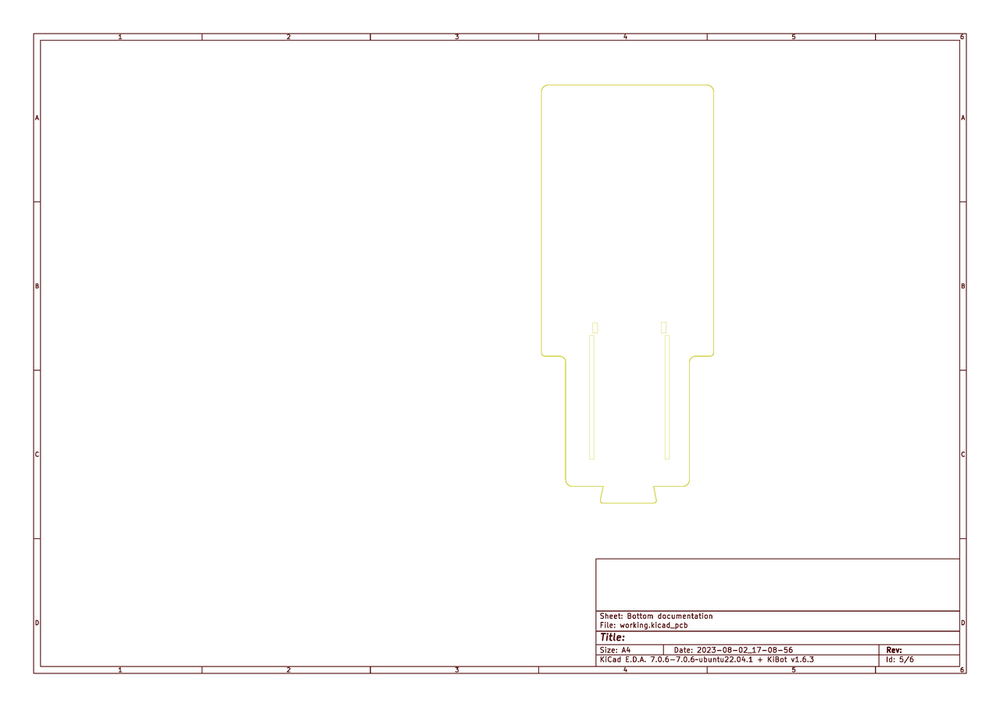 1 2 3 4 5 6
A A
B B
C C
Sheet: Bottom documentation
File: working.kicad_pcb
D D
Title:
Size: A4 Date: 2023-08-02_17-08-56 Rev:
KiCad E.D.A. 7.0.6-7.0.6~ubuntu22.04.1 + KiBot v1.6.3 Id: 5/6
1 2 3 4 5 6